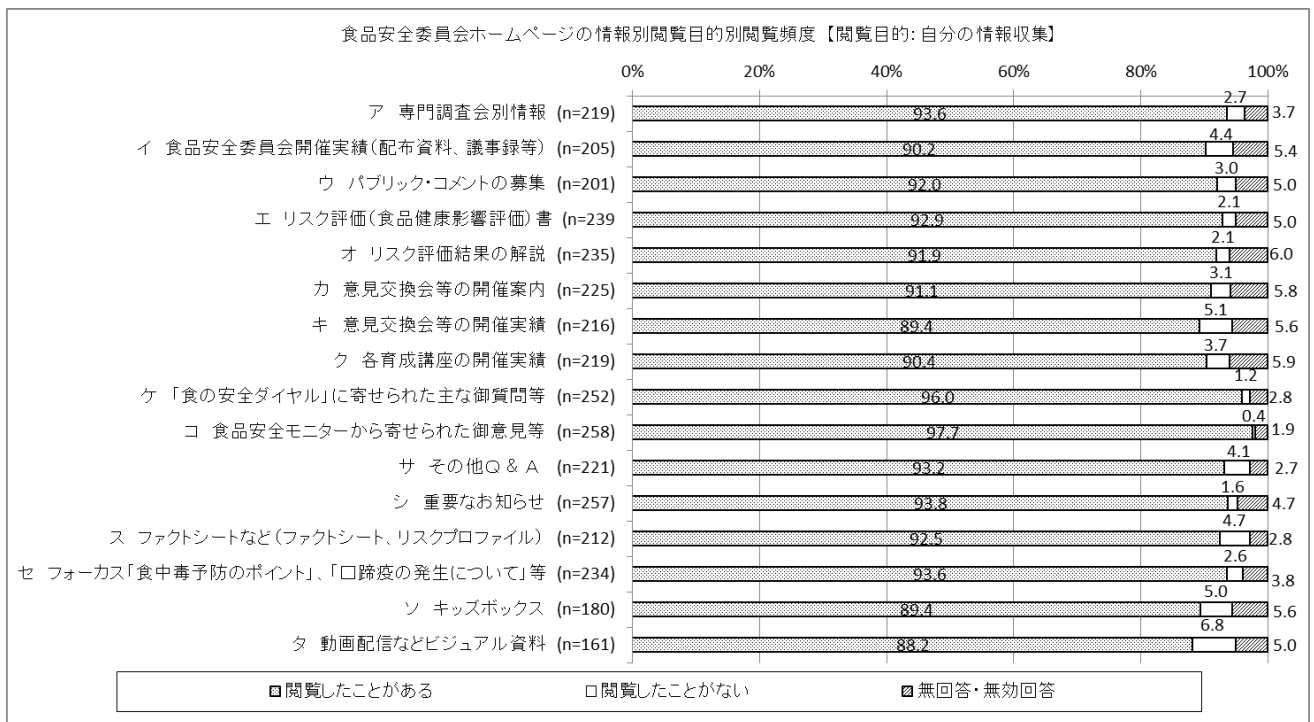 食品安全委員会ホームページの情報別閲覧目的別閲覧頻度【閲覧目的:自分の情報収集】
0% 20% 40% 60% 80% 100%
ア 専門調査会別情報 (n=219) 93.6 2.7 3.7
イ 食品安全委員会開催実績(配布資料、議事録等) (n=205) 90.2 4.4 5.4
ウ パブリック・コメントの募集 (n=201) 92.0 3.0 5.0
エ リスク評価(食品健康影響評価)書 (n=239 92.9 2.1 5.0
オ リスク評価結果の解説 (n=235) 91.9 2.1 6.0
カ 意見交換会等の開催案内 (n=225) 91.1 3.1 5.8
キ 意見交換会等の開催実績 (n=216) 89.4 5.1 5.6
ク 各育成講座の開催実績 (n=219) 90.4 3.7 5.9
ケ 「食の安全ダイヤル」に寄せられた主な御質問等 (n=252) 96.0 1.2 2.8
コ 食品安全モニターから寄せられた御意見等 (n=258) 97.7 0.4 1.9
サ その他Q&A (n=221) 93.2 4.1 2.7
シ 重要なお知らせ (n=257) 93.8 1.6 4.7
ス ファクトシートなど(ファクトシート、リスクプロファイル) (n=212) 92.5 4.7 2.8
セ フォーカス「食中毒予防のポイント」、「口蹄疫の発生について」等 (n=234) 93.6 2.6 3.8
ソ キッズボックス (n=180) 89.4 5.0 5.6
タ 動画配信などビジュアル資料 (n=161) 88.2 6.8 5.0
閲覧したことがある 閲覧したことがない 無回答・無効回答